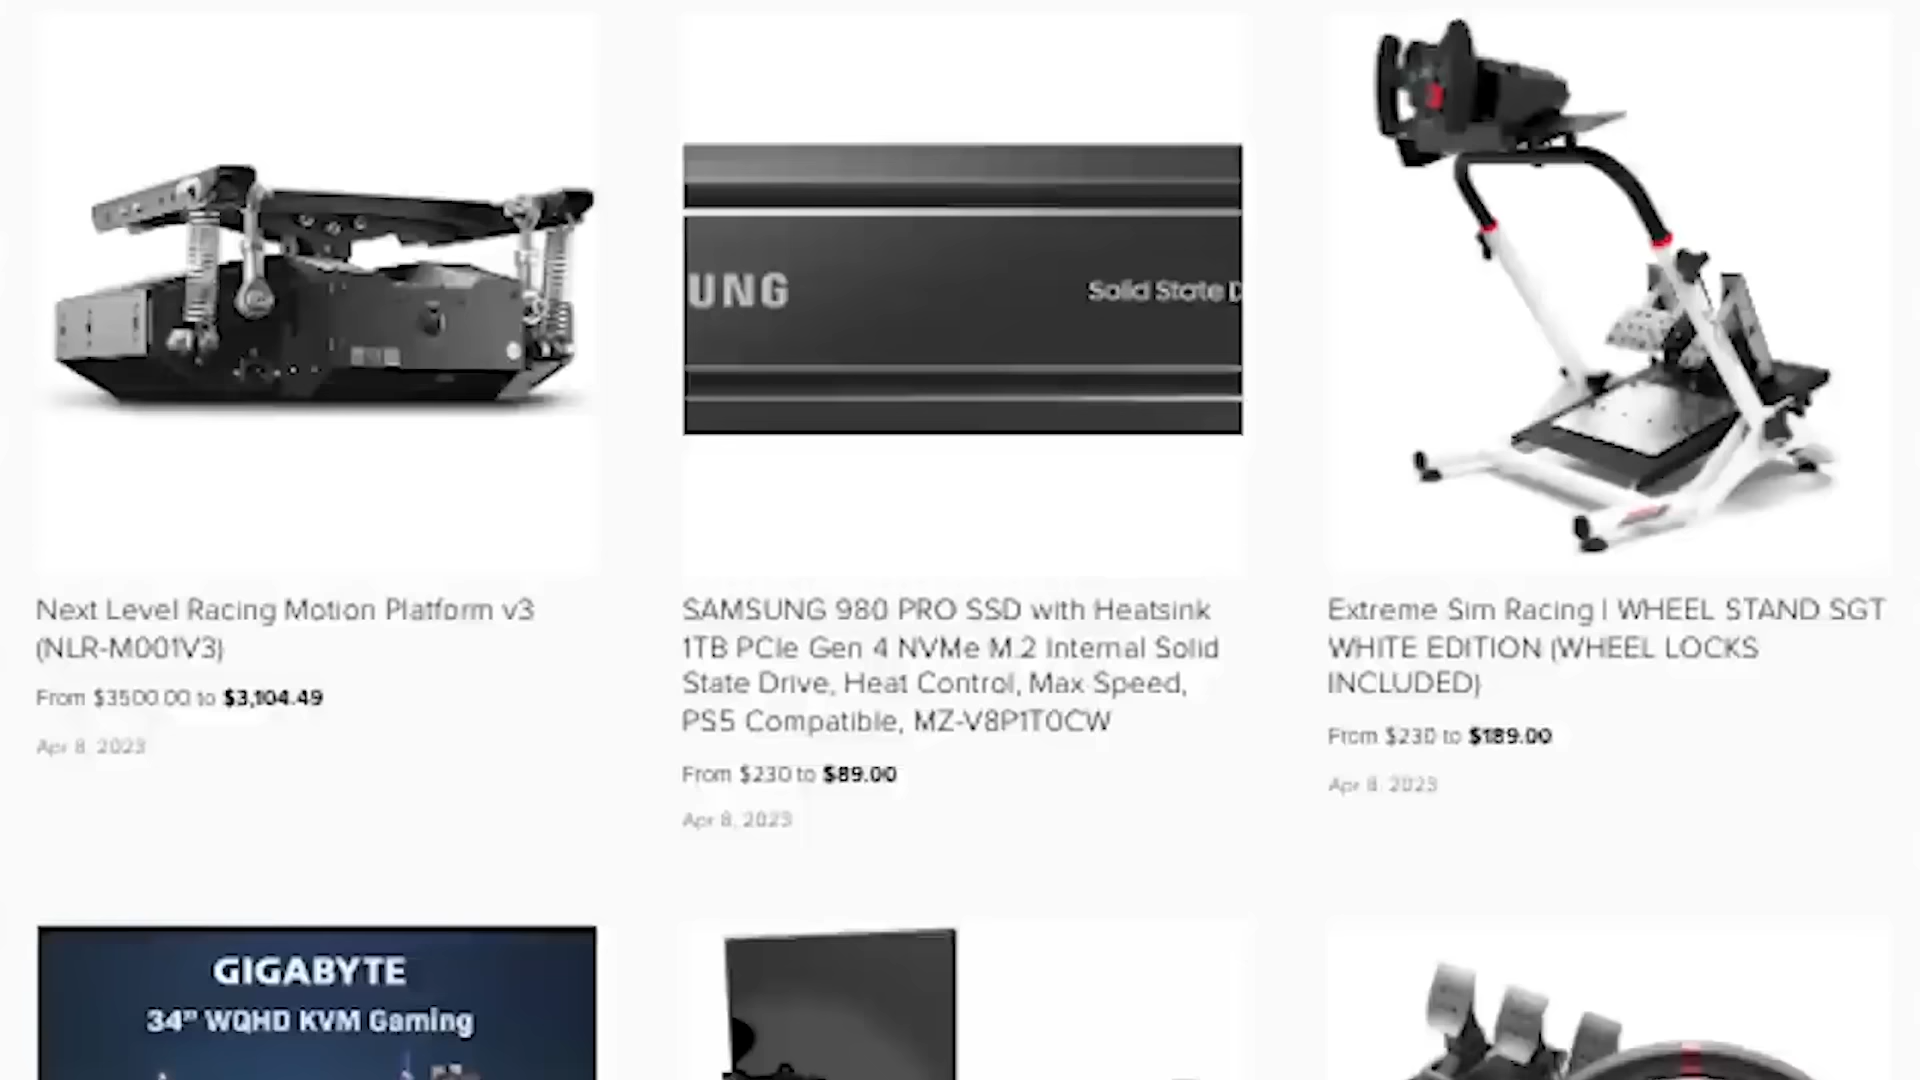 UNG
Solid State D
Next Level Racing Motion Platform v3
(NLR-M001V3)
From $3500.00 to $3,104.49
Apr 8, 2023
SAMSUNG 980 PRO SSD with Heatsink
1TB PCIe Gen 4 NVMe M.2 Internal Solid
State Drive, Heat Control, Max Speed,
PS5 Compatible, MZ-V8P1T0CW
From $230 to $89.00
Apr 8, 2023
Extreme Sim Racing | WHEEL STAND SGT
WHITE EDITION (WHEEL LOCKS
INCLUDED)
From $230 to $189.00
Apr 8, 2023
GIGABYTE
34" WQHD KVM Gaming